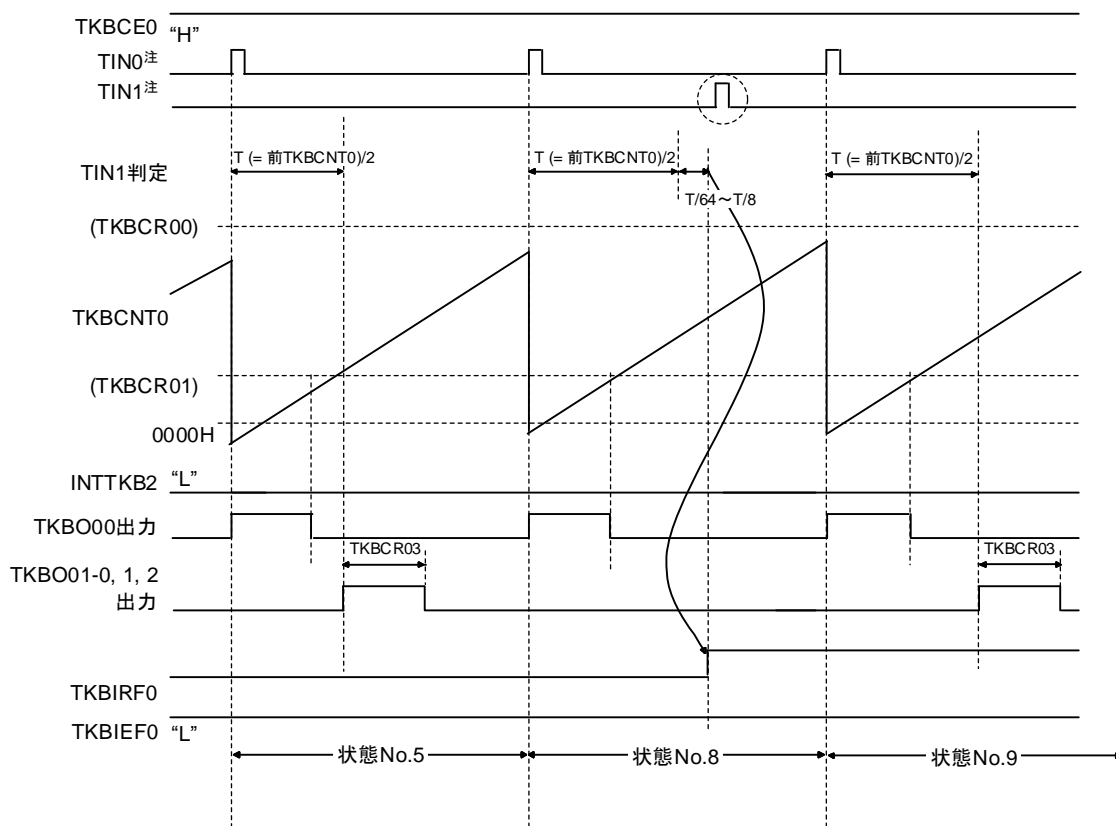 TKBCE0 “H”
TIN0注
TIN1注
TIN1判定
T (= 前TKBCNT0)/2
T (= 前TKBCNT0)/2
T (= 前TKBCNT0)/2
T/64～T/8
(TKBCR00)
TKBCNT0
(TKBCR01)
0000H
INTTKB2 “L”
TKBO00出力
TKBCR03
TKBCR03
TKBO01-0, 1, 2
出力
TKBIRF0
TKBIEF0 “L”
状態No.5
状態No.8
状態No.9